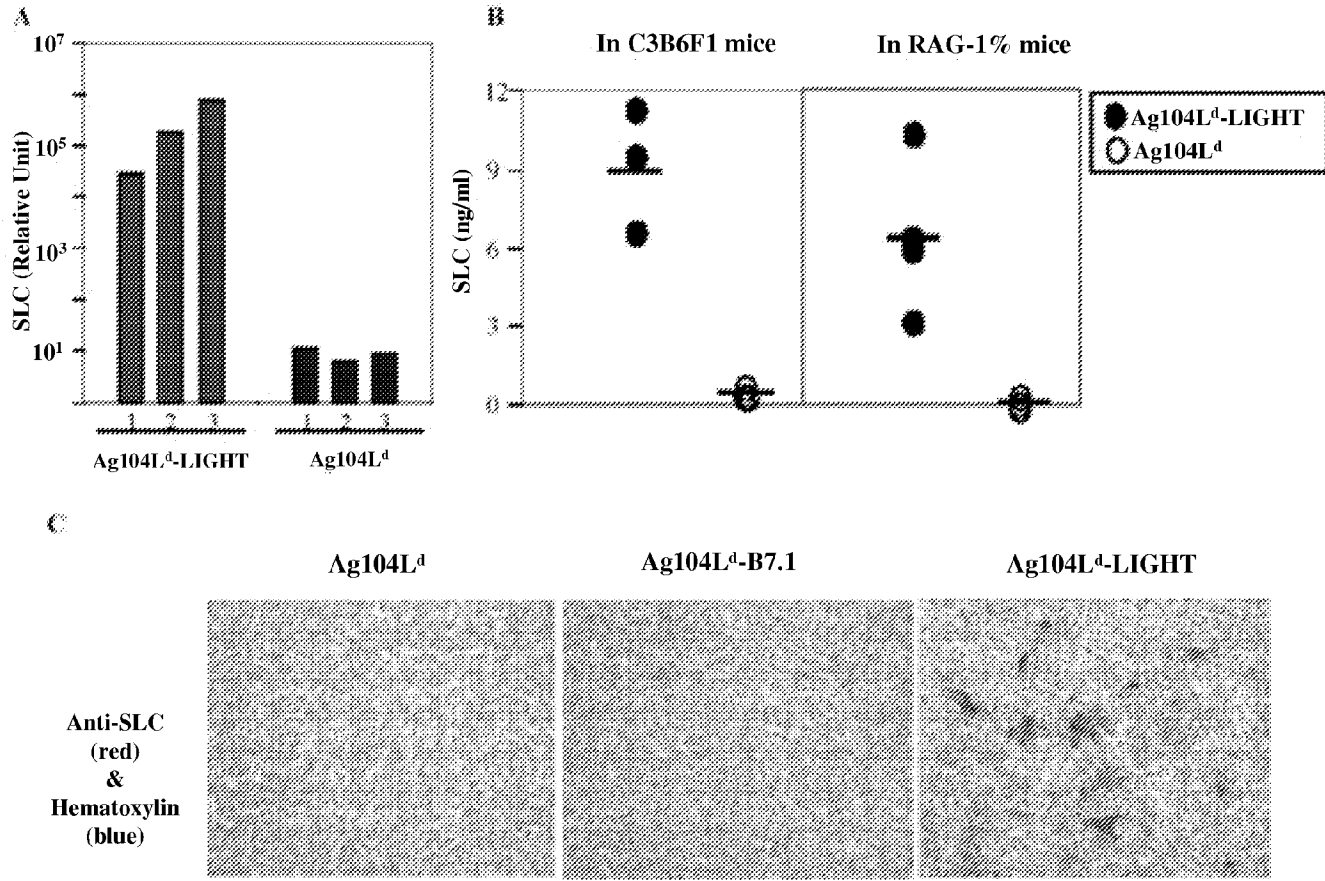 A
SLC (Relative Unit)
10⁷
10⁵
10³
10¹
1 2 3
1 2 3
Ag104Lᵈ-LIGHT
Ag104Lᵈ
B
In C3B6F1 mice
In RAG-1% mice
SLC (ng/ml)
12
9
6
3
0
Ag104Lᵈ-LIGHT
Ag104Lᵈ
C
Ag104Lᵈ
Ag104Lᵈ-B7.1
Ag104Lᵈ-LIGHT
Anti-SLC
(red)
&
Hematoxylin
(blue)